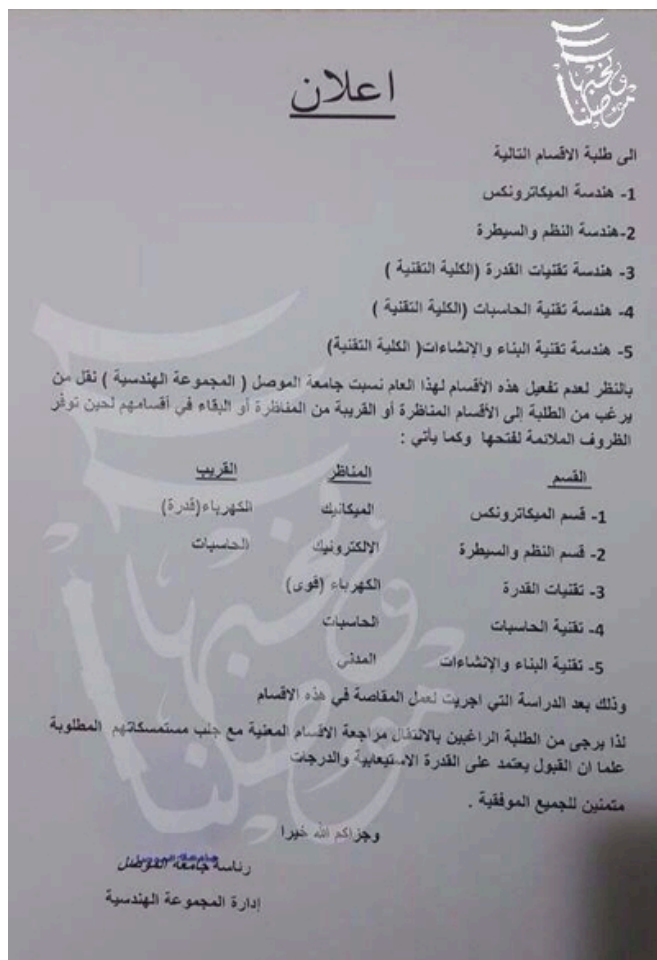 اعلان
الى طلبة الاقسام التالية
1- هندسة الميكاترونكس
2-هندسة النظم والسيطرة
3- هندسة تقنيات القدرة (الكلية التقنية )
4- هندسة تقنية الحاسبات (الكلية التقنية )
5- هندسة تقنية البناء والإنشاءات( الكلية التقنية)
بالنظر لعدم تفعيل هذه الأقسام لهذا العام نسبت جامعة الموصل ( المجموعة الهندسية ) نقل من
يرغب من الطلبة إلى الأقسام المناظرة أو القريبة من المناظرة أو البقاء في أقسامهم لحين توفر
الظروف الملائمة لفتحها وكما يأتي :
القسم المناظر القريب
1- قسم الميكاترونكس الميكانيك الكهرباء(قدرة)
2- قسم النظم والسيطرة الالكترونيك الحاسبات
3- تقنيات القدرة الكهرباء (قوى)
4- تقنية الحاسبات الحاسبات
5- تقنية البناء والإنشاءات المدني
وذلك بعد الدراسة التي اجريت لعمل المقاصة في هذه الاقسام
لذا يرجى من الطلبة الراغبين بالانتقال مراجعة الاقسام المعنية مع جلب مستمسكاتهم المطلوبة
علما ان القبول يعتمد على القدرة الاستيعابية والدرجات
متمنين للجميع الموفقية .
وجزاكم الله خيرا
رئاسة جامعة الموصل
إدارة المجموعة الهندسية